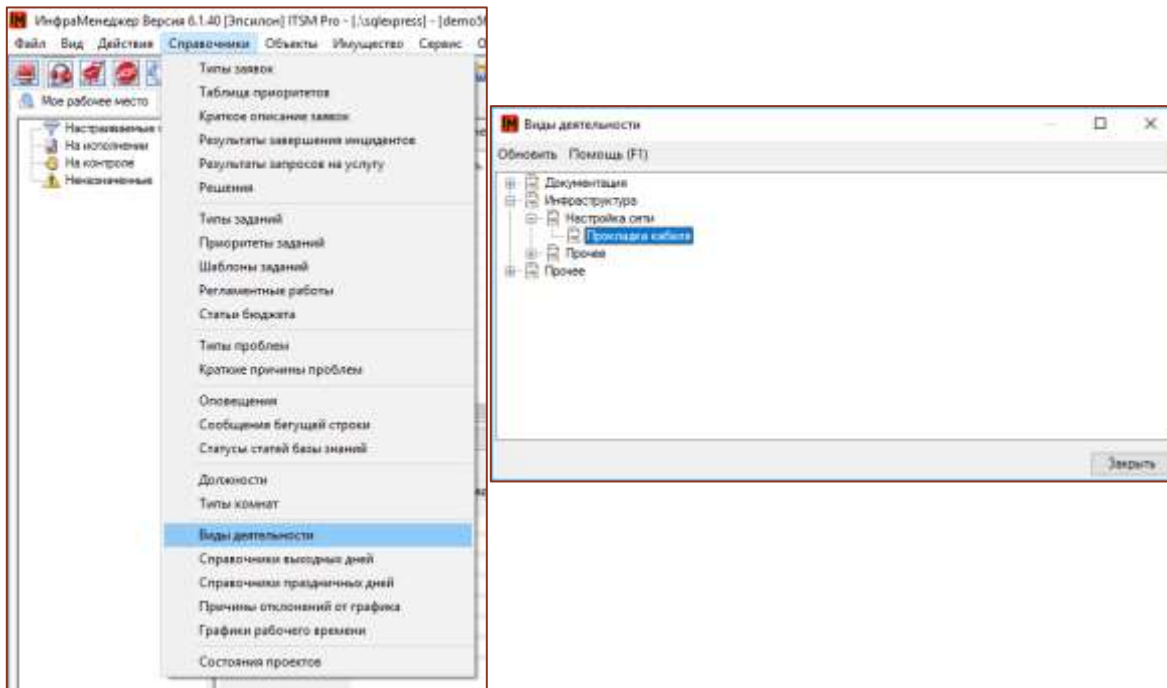 ИнфраМенеджер Версия 6.1.40 [Эпсилон] ITSM Pro - [.\sqlexpress] - [demo56
Файл Вид Действия Справочники Объекты Имущество Сервис О
Мое рабочее место
Настраиваемые
На исполнении
На контроле
Неназначенные
Типы заявок
Таблица приоритетов
Краткое описание заявок
Результаты завершения инцидентов
Результаты запросов на услугу
Решения
Типы заданий
Приоритеты заданий
Шаблоны заданий
Регламентные работы
Статьи бюджета
Типы проблем
Краткие причины проблем
Оповещения
Сообщения бегущей строки
Статусы статей базы знаний
Должности
Типы комнат
Виды деятельности
Справочники выходных дней
Справочники праздничных дней
Причины отклонений от графика
Графики рабочего времени
Состояния проектов
Виды деятельности
Обновить Помощь (F1)
Документация
Инфраструктура
Настройка сети
Прокладка кабеля
Прочее
Прочее
Закрыть